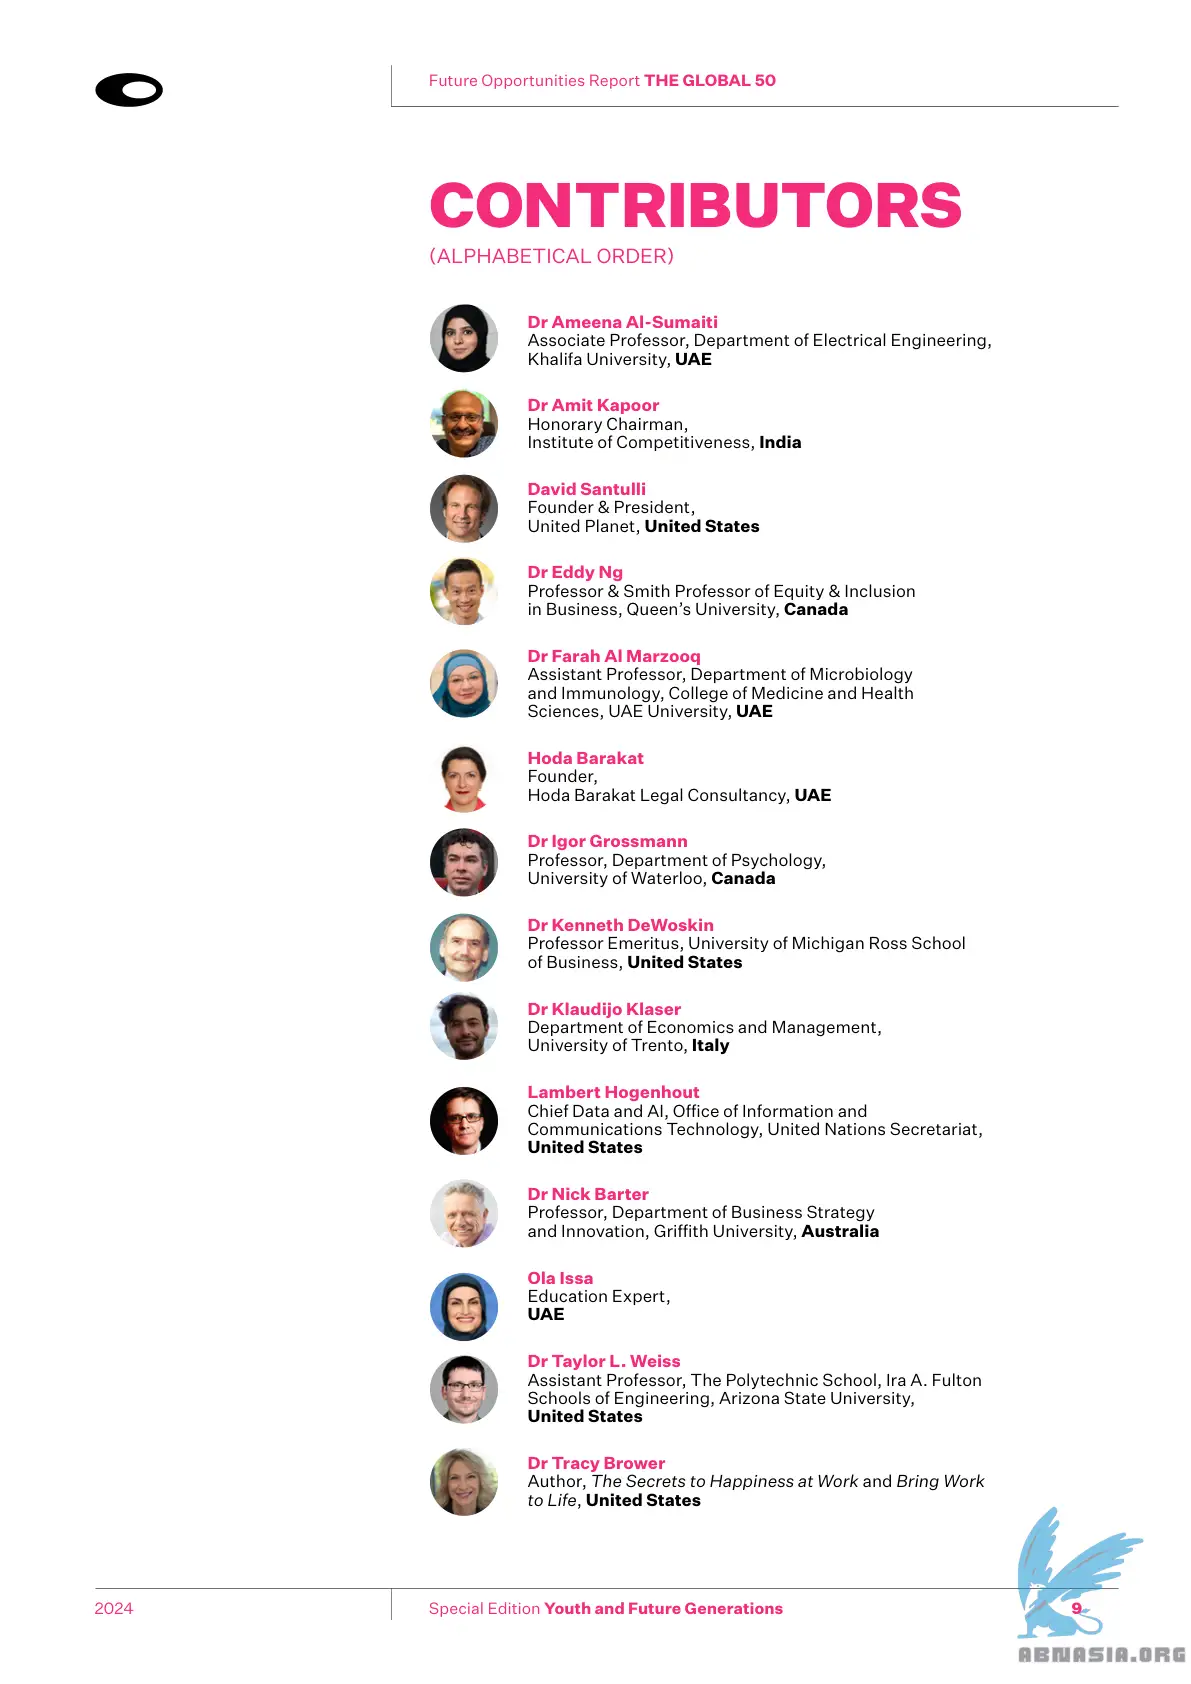 Future Opportunities Report THE GLOBAL 50
CONTRIBUTORS
(ALPHABETICAL ORDER)
Dr Ameena Al-Sumaiti
Associate Professor, Department of Electrical Engineering,
Khalifa University, UAE
Dr Amit Kapoor
Honorary Chairman,
Institute of Competitiveness, India
David Santulli
Founder & President,
United Planet, United States
Dr Eddy Ng
Professor & Smith Professor of Equity & Inclusion
in Business, Queen’s University, Canada
Dr Farah Al Marzooq
Assistant Professor, Department of Microbiology
and Immunology, College of Medicine and Health
Sciences, UAE University, UAE
Hoda Barakat
Founder,
Hoda Barakat Legal Consultancy, UAE
Dr Igor Grossmann
Professor, Department of Psychology,
University of Waterloo, Canada
Dr Kenneth DeWoskin
Professor Emeritus, University of Michigan Ross School
of Business, United States
Dr Klaudijo Klaser
Department of Economics and Management,
University of Trento, Italy
Lambert Hogenhout
Chief Data and AI, Office of Information and
Communications Technology, United Nations Secretariat,
United States
Dr Nick Barter
Professor, Department of Business Strategy
and Innovation, Griffith University, Australia
Ola Issa
Education Expert,
UAE
Dr Taylor L. Weiss
Assistant Professor, The Polytechnic School, Ira A. Fulton
Schools of Engineering, Arizona State University,
United States
Dr Tracy Brower
Author, The Secrets to Happiness at Work and Bring Work
to Life, United States
2024
Special Edition Youth and Future Generations
9
ABNASIA.ORG